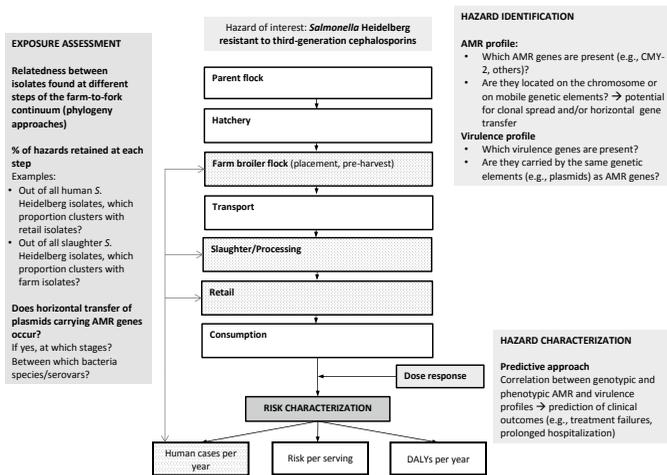 EXPOSURE ASSESSMENT
Relatedness between
isolates found at different
steps of the farm-to-fork
continuum (phylogeny
approaches)
% of hazards retained at each
step
Examples:
• Out of all human S.
Heidelberg isolates, which
proportion clusters with
retail isolates?
• Out of all slaughter S.
Heidelberg isolates, which
proportion clusters with
farm isolates?
Does horizontal transfer of
plasmids carrying AMR genes
occur?
If yes, at which stages?
Between which bacteria
species/serovars?
Hazard of interest: Salmonella Heidelberg
resistant to third-generation cephalosporins
Parent flock
Hatchery
Farm broiler flock (placement, pre-harvest)
Transport
Slaughter/Processing
Retail
Consumption
Dose response
RISK CHARACTERIZATION
Human cases per
year
Risk per serving
DALYs per year
HAZARD IDENTIFICATION
AMR profile:
• Which AMR genes are present (e.g., CMY-
2, others)?
• Are they located on the chromosome or
on mobile genetic elements? → potential
for clonal spread and/or horizontal gene
transfer
Virulence profile
• Which virulence genes are present?
• Are they carried by the same genetic
elements (e.g., plasmids) as AMR genes?
HAZARD CHARACTERIZATION
Predictive approach
Correlation between genotypic and
phenotypic AMR and virulence
profiles → prediction of clinical
outcomes (e.g., treatment failures,
prolonged hospitalization)